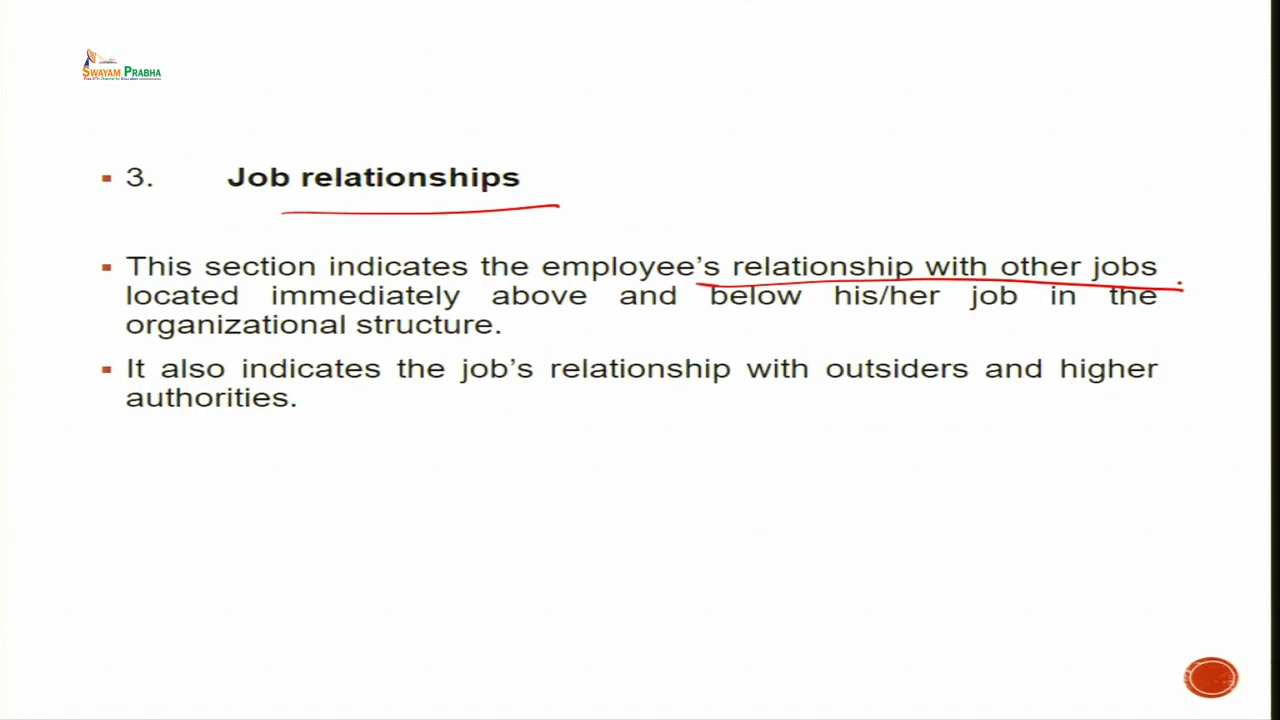 SWAYAM PRABHA
3. Job relationships
This section indicates the employee's relationship with other jobs
located immediately above and below his/her job in the
organizational structure.
It also indicates the job's relationship with outsiders and higher
authorities.